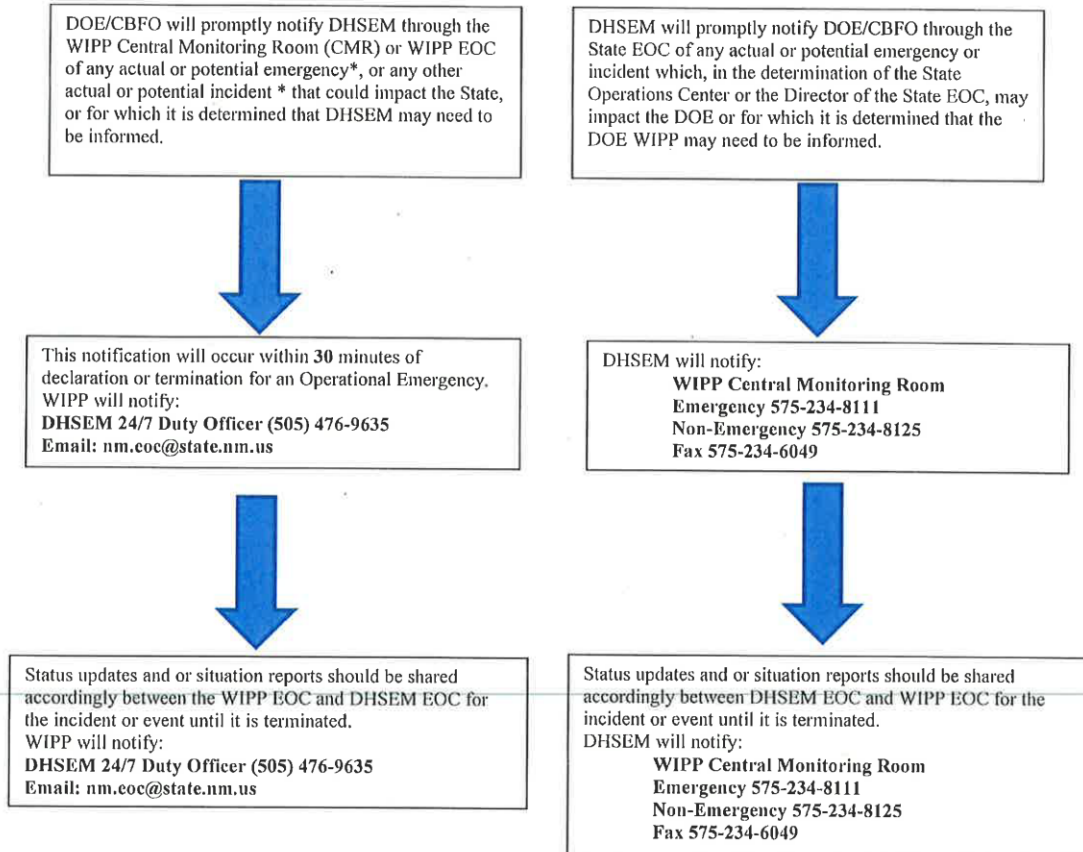 DOE/CBFO will promptly notify DHSEM through the
WIPP Central Monitoring Room (CMR) or WIPP EOC
of any actual or potential emergency*, or any other
actual or potential incident * that could impact the State,
or for which it is determined that DHSEM may need to
be informed.
This notification will occur within 30 minutes of
declaration or termination for an Operational Emergency.
WIPP will notify:
DHSEM 24/7 Duty Officer (505) 476-9635
Email: nm.eoc@state.nm.us
Status updates and or situation reports should be shared
accordingly between the WIPP EOC and DHSEM EOC for
the incident or event until it is terminated.
WIPP will notify:
DHSEM 24/7 Duty Officer (505) 476-9635
Email: nm.eoc@state.nm.us
DHSEM will promptly notify DOE/CBFO through the
State EOC of any actual or potential emergency or
incident which, in the determination of the State
Operations Center or the Director of the State EOC, may
impact the DOE or for which it is determined that the
DOE WIPP may need to be informed.
DHSEM will notify:
WIPP Central Monitoring Room
Emergency 575-234-8111
Non-Emergency 575-234-8125
Fax 575-234-6049
Status updates and or situation reports should be shared
accordingly between DHSEM EOC and WIPP EOC for the
incident or event until it is terminated.
DHSEM will notify:
WIPP Central Monitoring Room
Emergency 575-234-8111
Non-Emergency 575-234-8125
Fax 575-234-6049